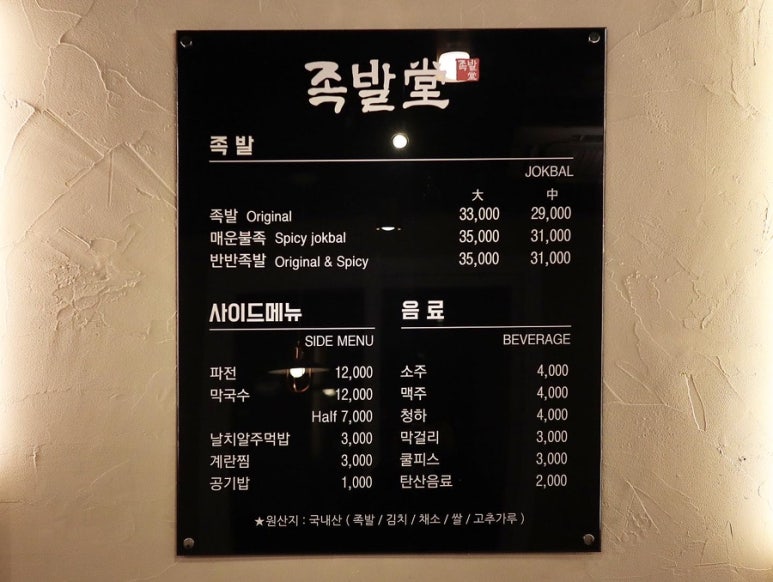 족발堂 족발堂
족 발
JOKBAL
大 中
족발 Original 33,000 29,000
매운불족 Spicy jokbal 35,000 31,000
반반족발 Original & Spicy 35,000 31,000
사이드메뉴
SIDE MENU
파전 12,000
막국수 12,000
Half 7,000
날치알주먹밥 3,000
계란찜 3,000
공기밥 1,000
음 료
BEVERAGE
소주 4,000
맥주 4,000
청하 4,000
막걸리 3,000
쿨피스 3,000
탄산음료 2,000
★원산지 : 국내산 ( 족발 / 김치 / 채소 / 쌀 / 고추가루 )